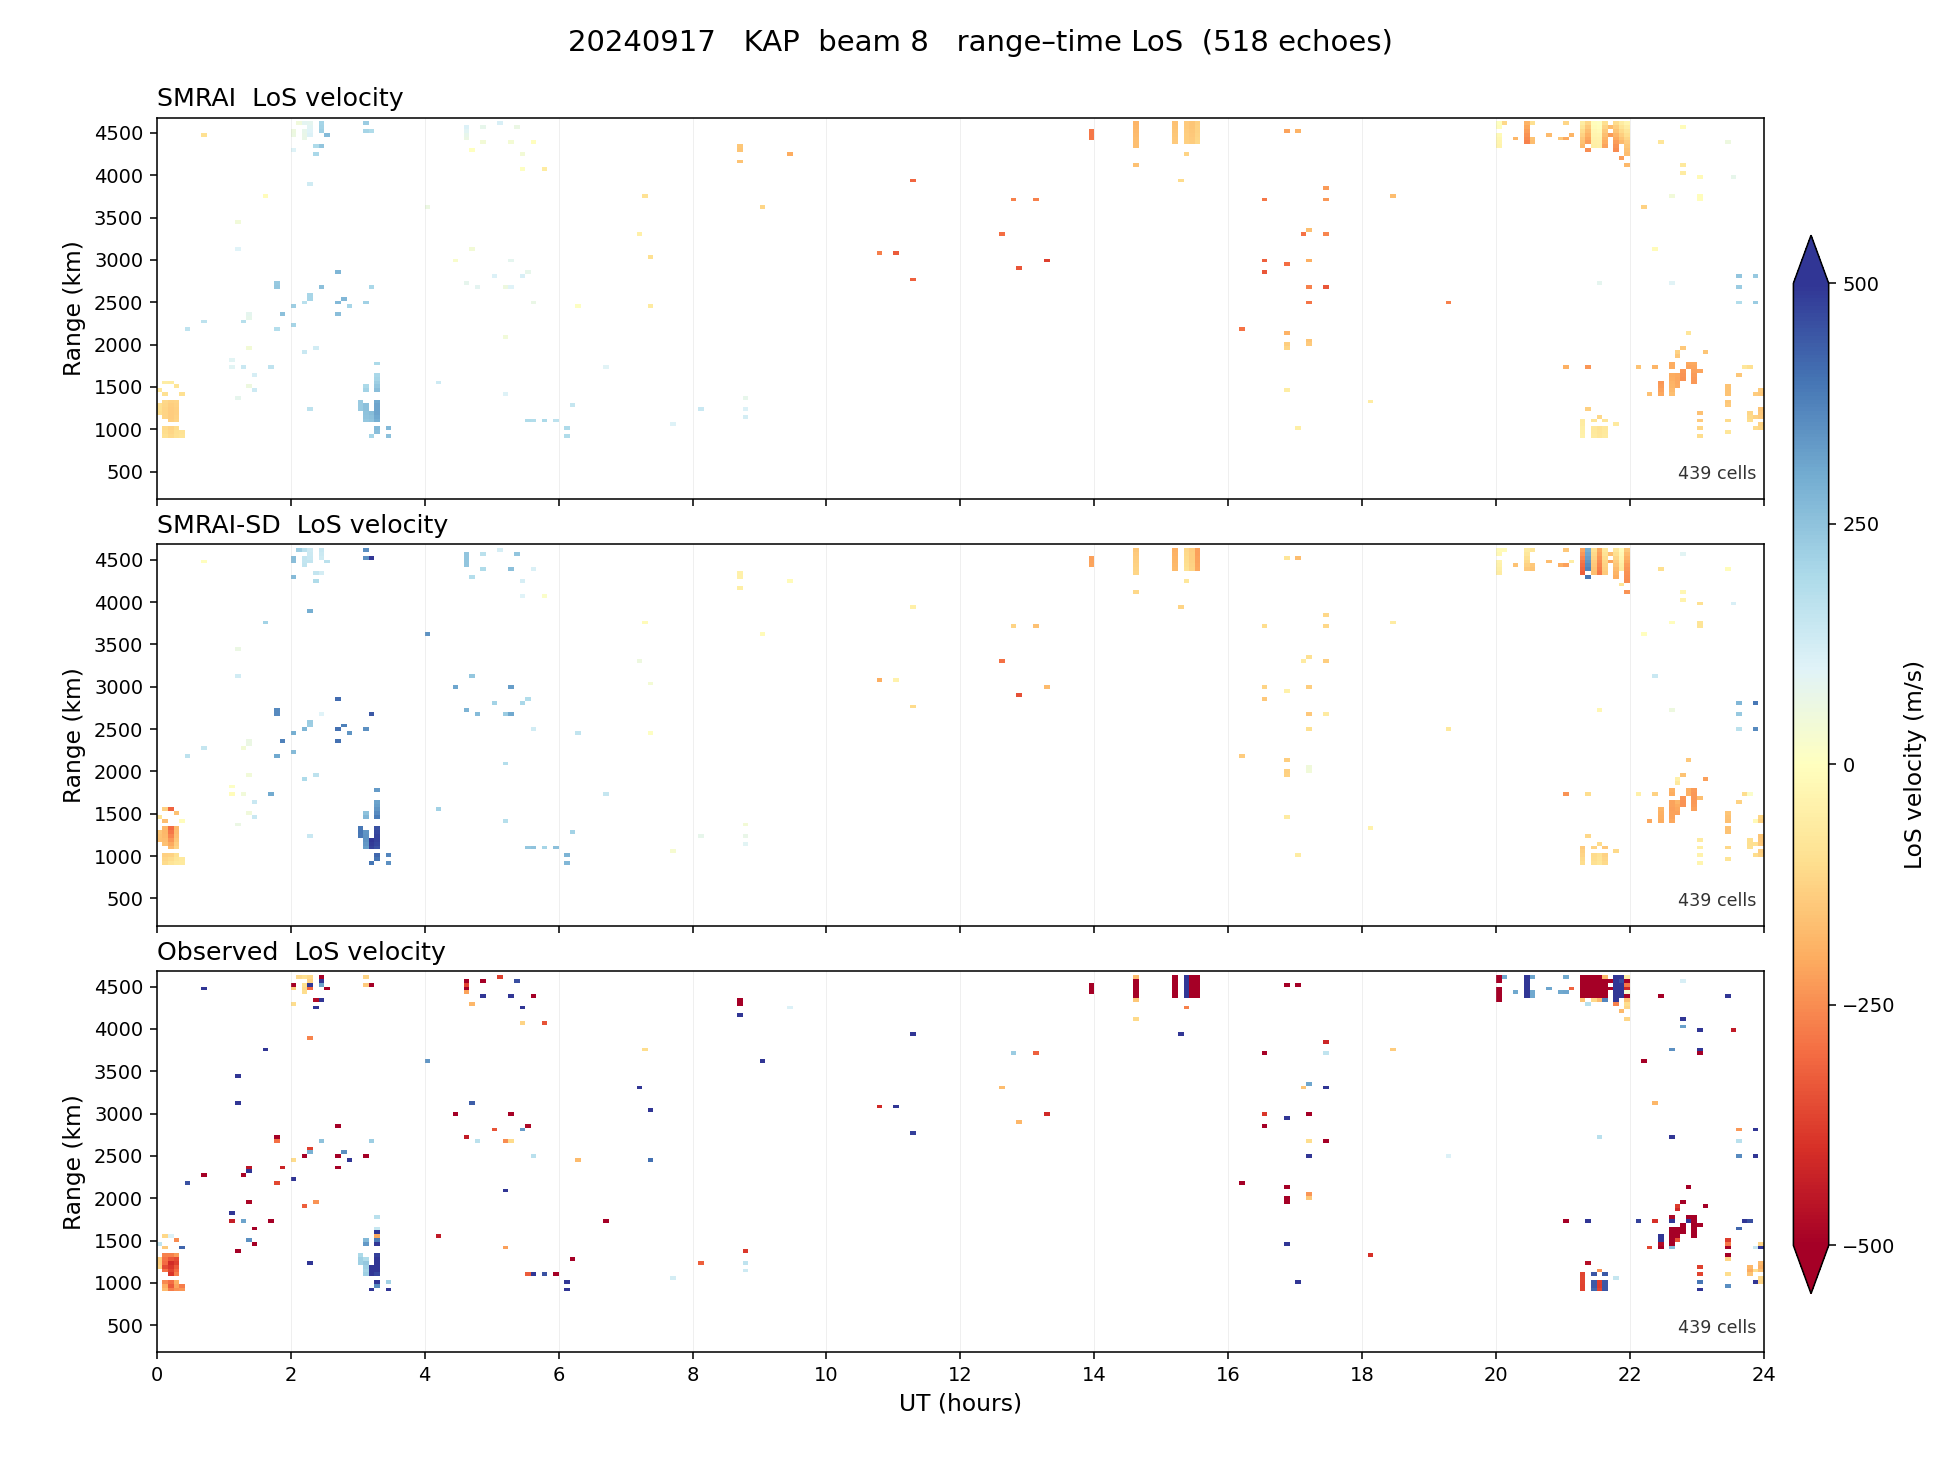 20240917   KAP  beam 8   range–time LoS  (518 echoes)
SMRAI  LoS velocity
4500
4000
3500
3000
2500
2000
1500
1000
500
Range (km)
439 cells
SMRAI-SD  LoS velocity
4500
4000
3500
3000
2500
2000
1500
1000
500
Range (km)
439 cells
Observed  LoS velocity
4500
4000
3500
3000
2500
2000
1500
1000
500
Range (km)
439 cells
0 2 4 6 8 10 12 14 16 18 20 22 24
UT (hours)
500
250
0
−250
−500
LoS velocity (m/s)